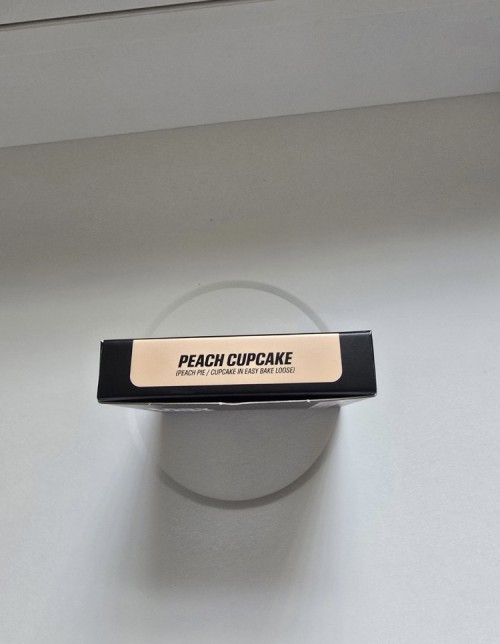 PEACH CUPCAKE
(PEACH PIE / CUPCAKE IN EASY BAKE LOOSE)